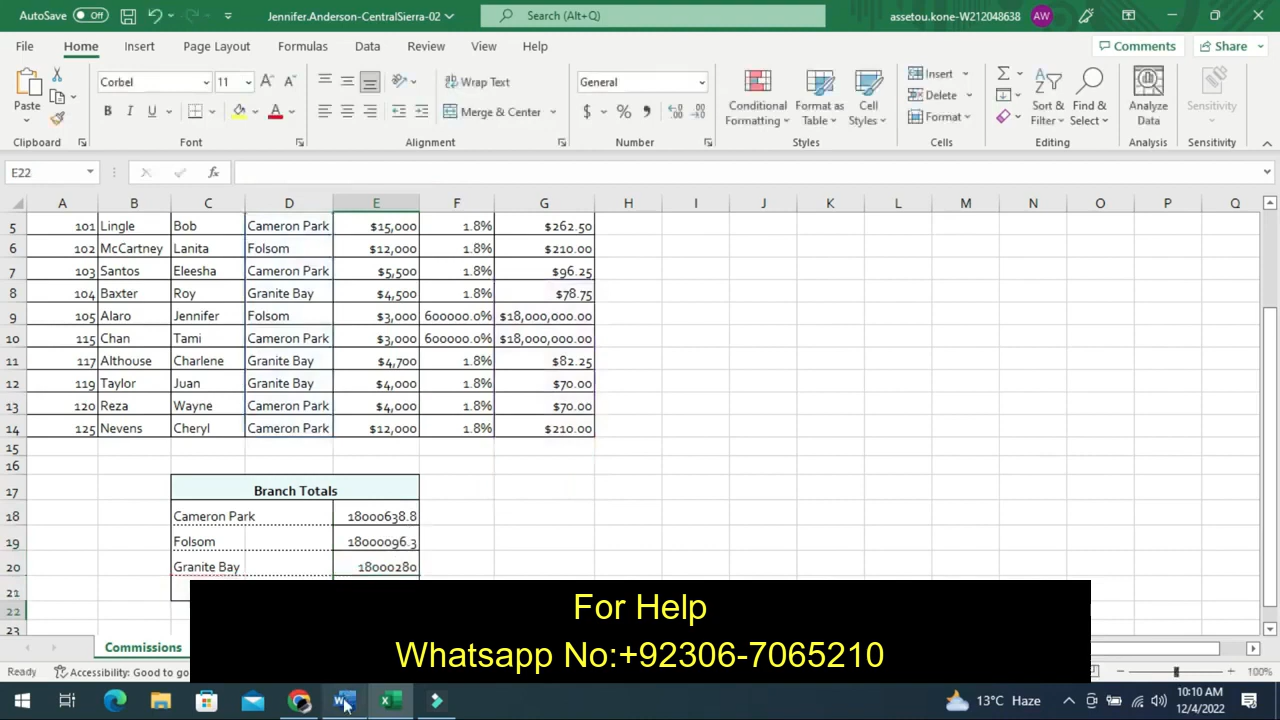 AutoSave Off Jennifer.Anderson-CentralSierra-02 Search (Alt+Q) assetou.kone-W212048638 AW
File Home Insert Page Layout Formulas Data Review View Help Comments Share
Paste Corbel 11 A A Wrap Text General Conditional Formatting Format as Table Cell Styles Insert Sort & Filter Find & Select Analyze Data Sensitivity
B I U A Merge & Center $ % Delete
Format
Clipboard Font Alignment Number Styles Cells Editing Analysis Sensitivity
E22 fx
A B C D E F G H I J K L M N O P Q
5 101 Lingle Bob Cameron Park $15,000 1.8% $262.50
6 102 McCartney Lanita Folsom $12,000 1.8% $210.00
7 103 Santos Eleesha Cameron Park $5,500 1.8% $96.25
8 104 Baxter Roy Granite Bay $4,500 1.8% $78.75
9 105 Alaro Jennifer Folsom $3,000 600000.0% $18,000,000.00
10 115 Chan Tami Cameron Park $3,000 600000.0% $18,000,000.00
11 117 Althouse Charlene Granite Bay $4,700 1.8% $82.25
12 119 Taylor Juan Granite Bay $4,000 1.8% $70.00
13 120 Reza Wayne Cameron Park $4,000 1.8% $70.00
14 125 Nevens Cheryl Cameron Park $12,000 1.8% $210.00
15
16
17 Branch Totals
18 Cameron Park 18000638.8
19 Folsom 18000096.3
20 Granite Bay 18000280
21
22
23
For Help
Whatsapp No:+92306-7065210
Commissions
Ready Accessibility: Good to go 100%
13°C Haze 10:10 AM
12/4/2022